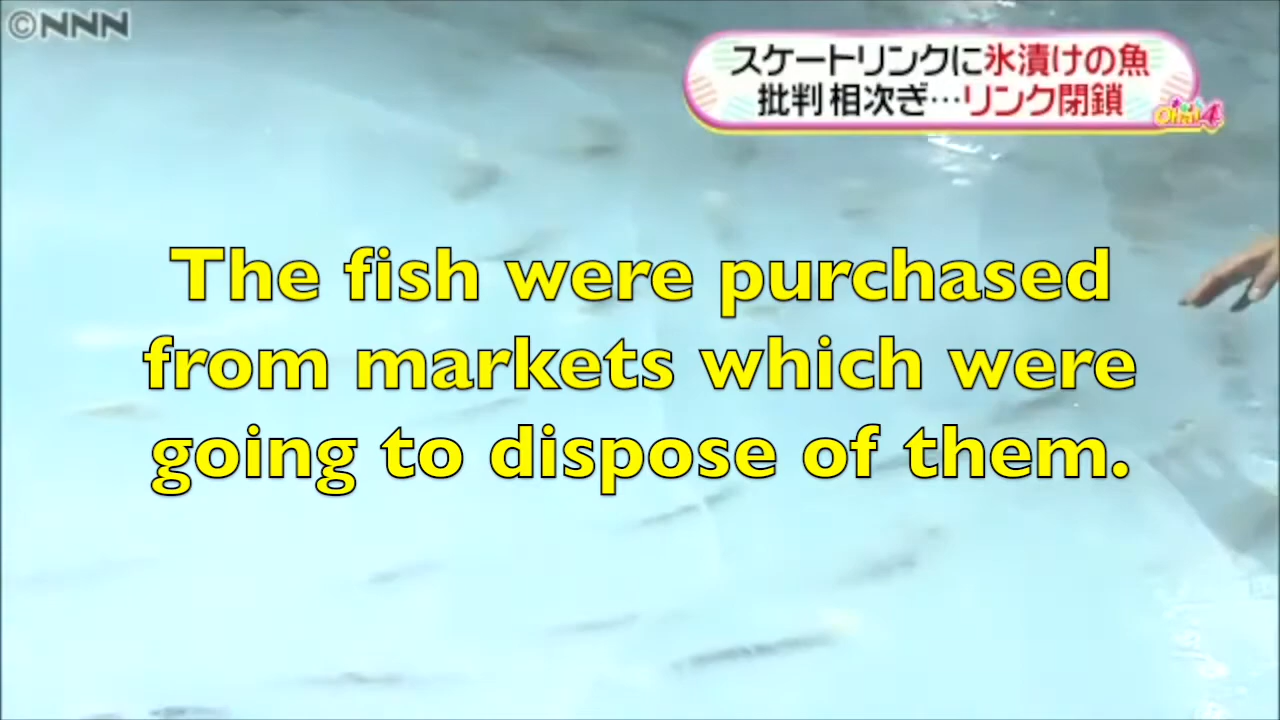 ©NNN
スケートリンクに氷漬けの魚
批判 相次ぎ…リンク閉鎖
Oha!4
The fish were purchased
from markets which were
going to dispose of them.